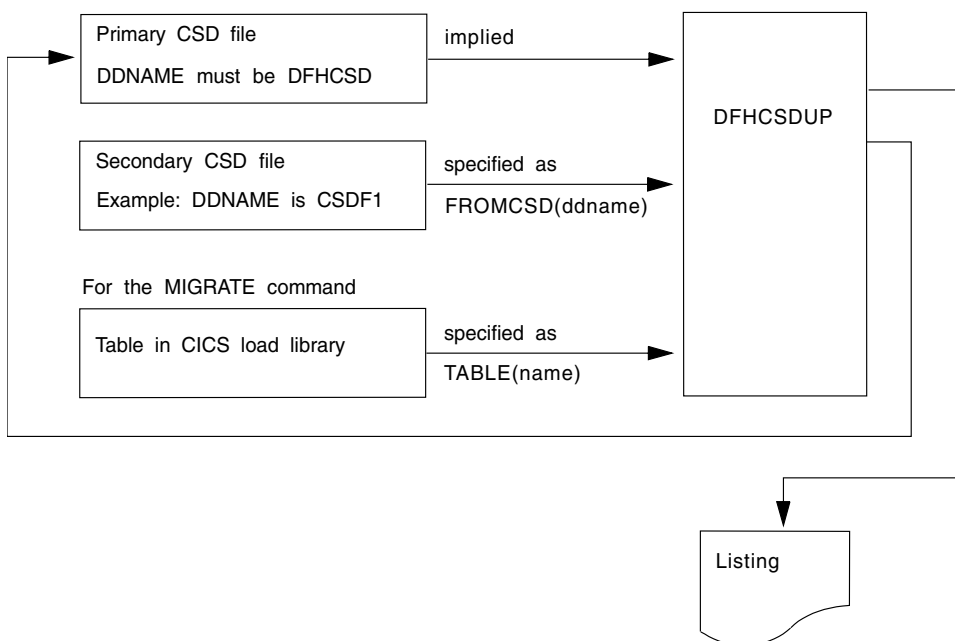 Primary CSD file
DDNAME must be DFHCSD
implied
DFHCSDUP
Secondary CSD file
Example: DDNAME is CSDF1
specified as
FROMCSD(ddname)
For the MIGRATE command
Table in CICS load library
specified as
TABLE(name)
Listing